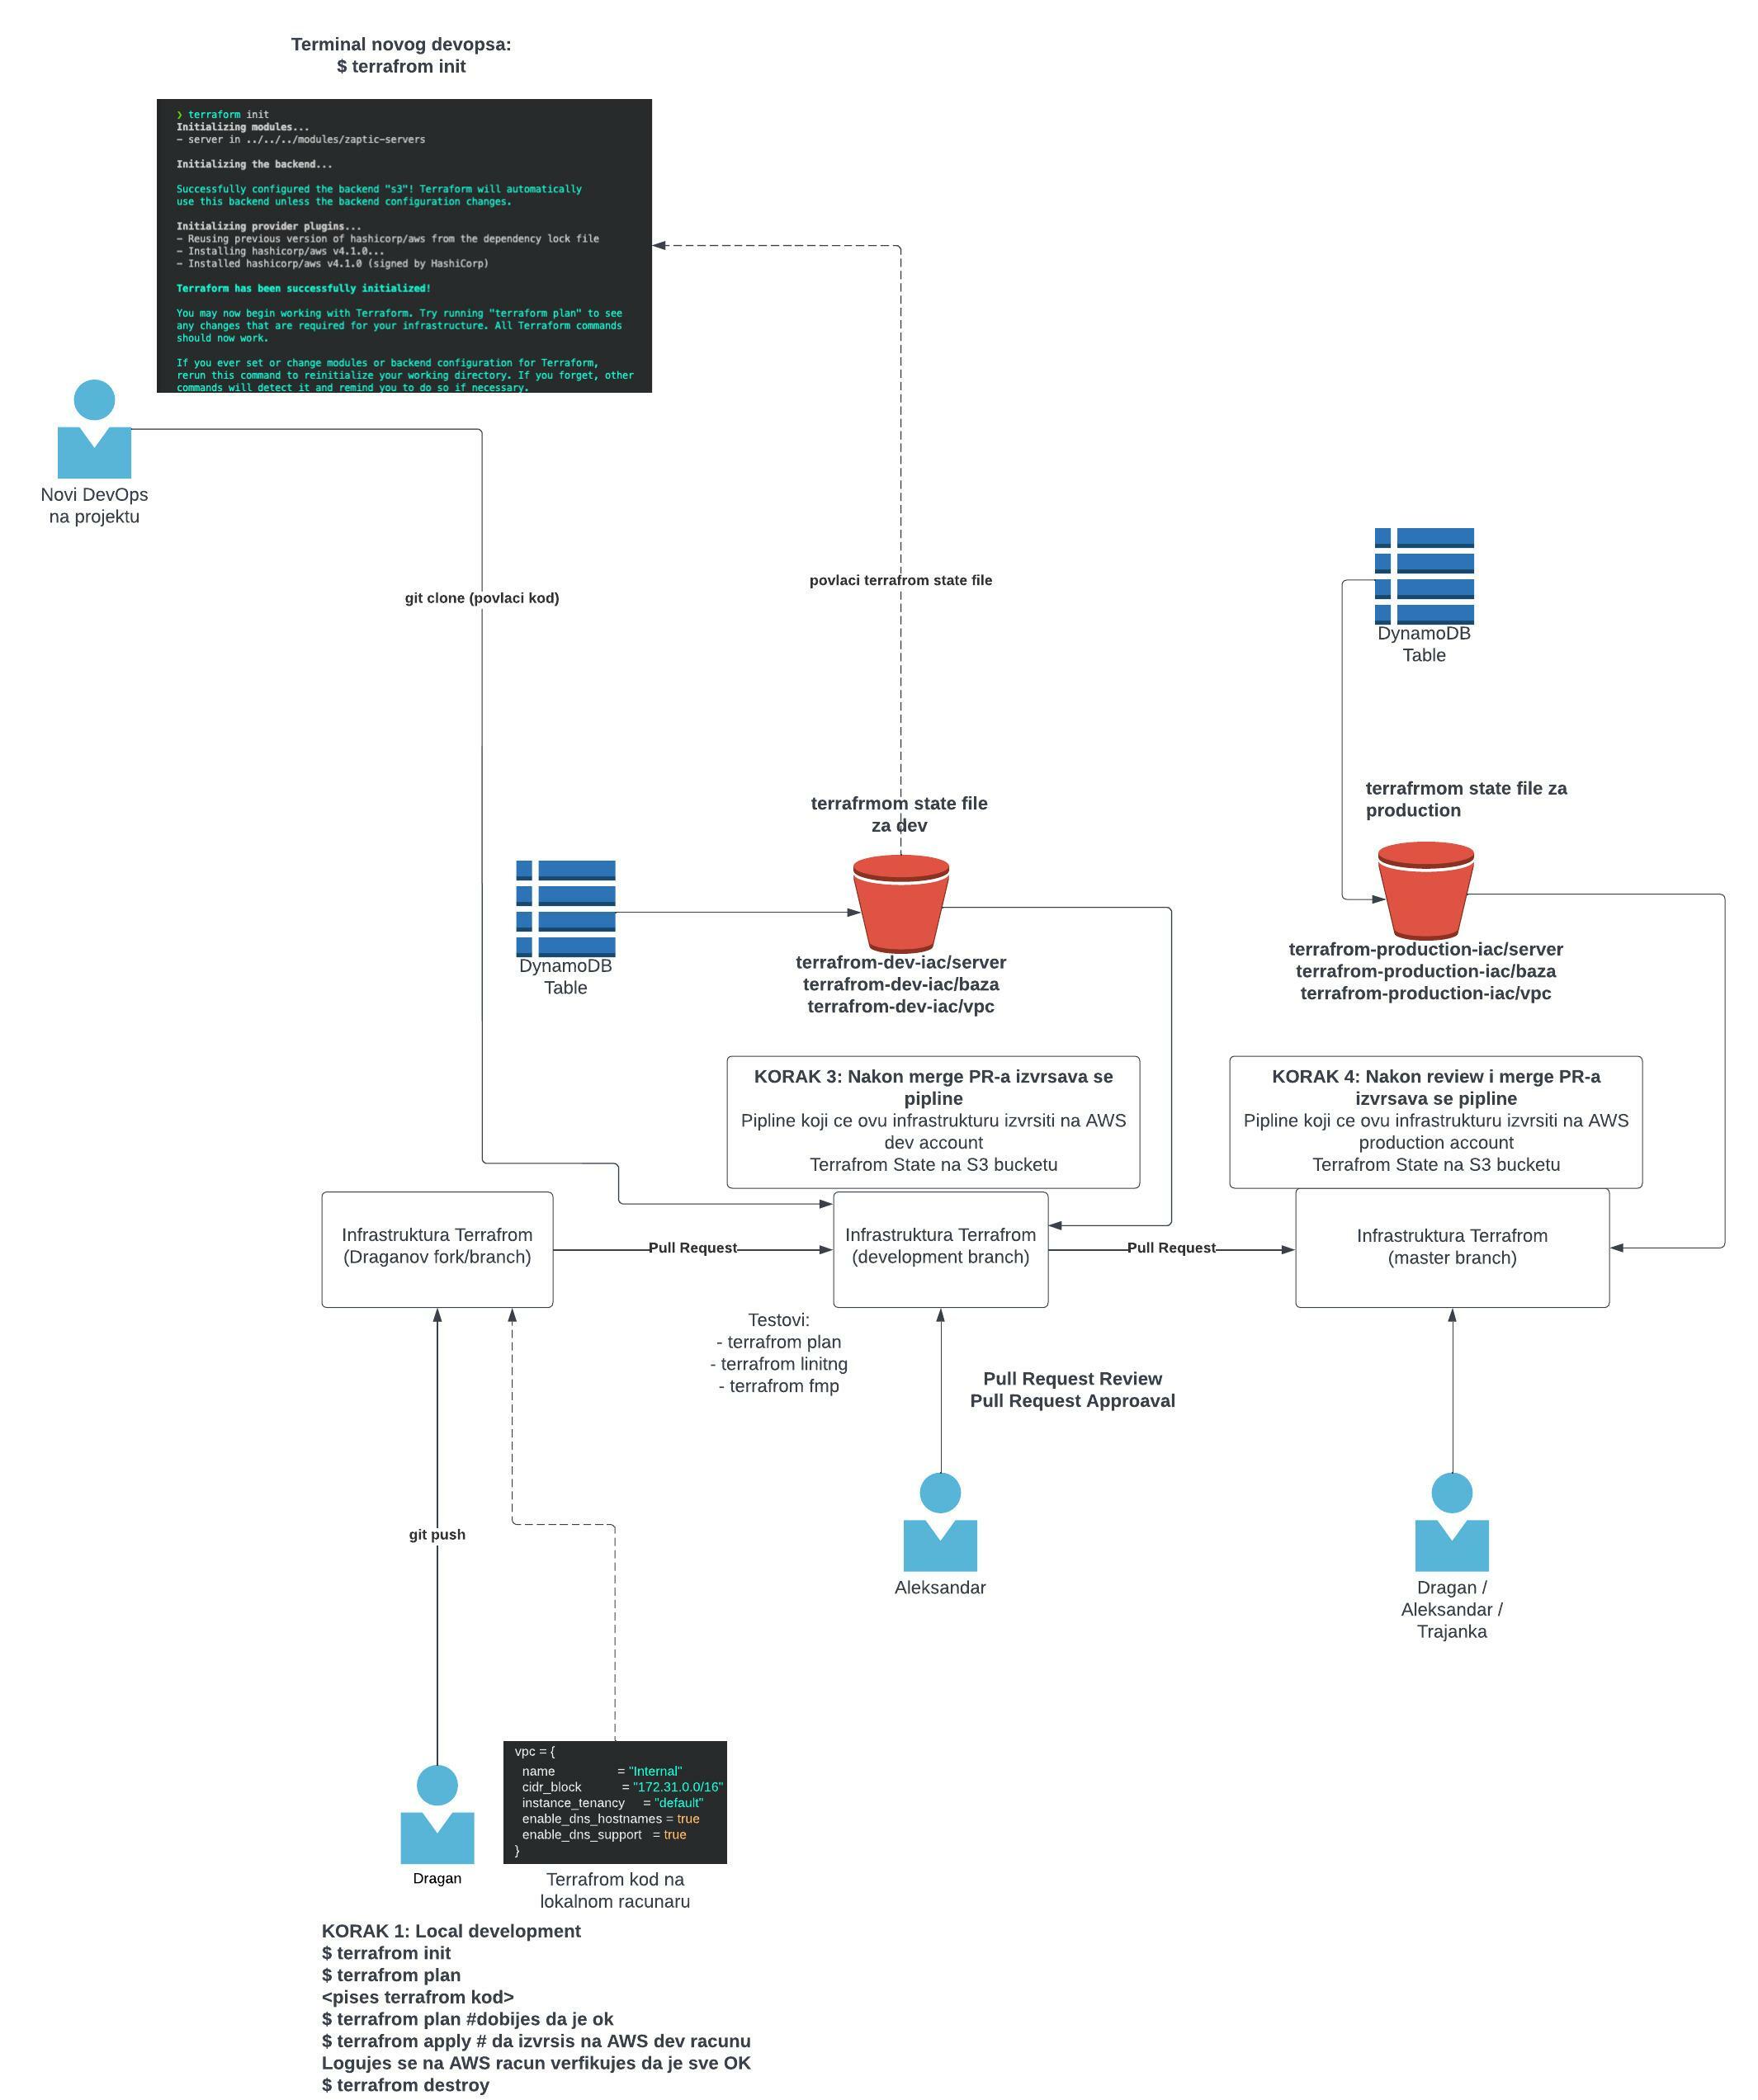 Terminal novog devopsa:
$ terrafrom init
❯ terraform init
Initializing modules...
- server in ../../../modules/zaptic-servers
Initializing the backend...
Successfully configured the backend "s3"! Terraform will automatically
use this backend unless the backend configuration changes.
Initializing provider plugins...
- Reusing previous version of hashicorp/aws from the dependency lock file
- Installing hashicorp/aws v4.1.0...
- Installed hashicorp/aws v4.1.0 (signed by HashiCorp)
Terraform has been successfully initialized!
You may now begin working with Terraform. Try running "terraform plan" to see
any changes that are required for your infrastructure. All Terraform commands
should now work.
If you ever set or change modules or backend configuration for Terraform,
rerun this command to reinitialize your working directory. If you forget, other
commands will detect it and remind you to do so if necessary.
Novi DevOps
na projektu
git clone (povlaci kod)
povlaci terrafrom state file
DynamoDB
Table
terrafrmom state file za
production
terrafrmom state file
za dev
DynamoDB
Table
terrafrom-dev-iac/server
terrafrom-dev-iac/baza
terrafrom-dev-iac/vpc
terrafrom-production-iac/server
terrafrom-production-iac/baza
terrafrom-production-iac/vpc
KORAK 3: Nakon merge PR-a izvrsava se
pipline
Pipline koji ce ovu infrastrukturu izvrsiti na AWS
dev account
Terrafrom State na S3 bucketu
KORAK 4: Nakon review i merge PR-a
izvrsava se pipline
Pipline koji ce ovu infrastrukturu izvrsiti na AWS
production account
Terrafrom State na S3 bucketu
Infrastruktura Terrafrom
(Draganov fork/branch)
Pull Request
Infrastruktura Terrafrom
(development branch)
Pull Request
Infrastruktura Terrafrom
(master branch)
Testovi:
- terrafrom plan
- terrafrom linitng
- terrafrom fmp
Pull Request Review
Pull Request Approaval
git push
Aleksandar
Dragan /
Aleksandar /
Trajanka
vpc = {
name = "Internal"
cidr_block = "172.31.0.0/16"
instance_tenancy = "default"
enable_dns_hostnames = true
enable_dns_support = true
}
Dragan
Terrafrom kod na
lokalnom racunaru
KORAK 1: Local development
$ terrafrom init
$ terrafrom plan
<pises terrafrom kod>
$ terrafrom plan #dobijes da je ok
$ terrafrom apply # da izvrsis na AWS dev racunu
Logujes se na AWS racun verfikujes da je sve OK
$ terrafrom destroy